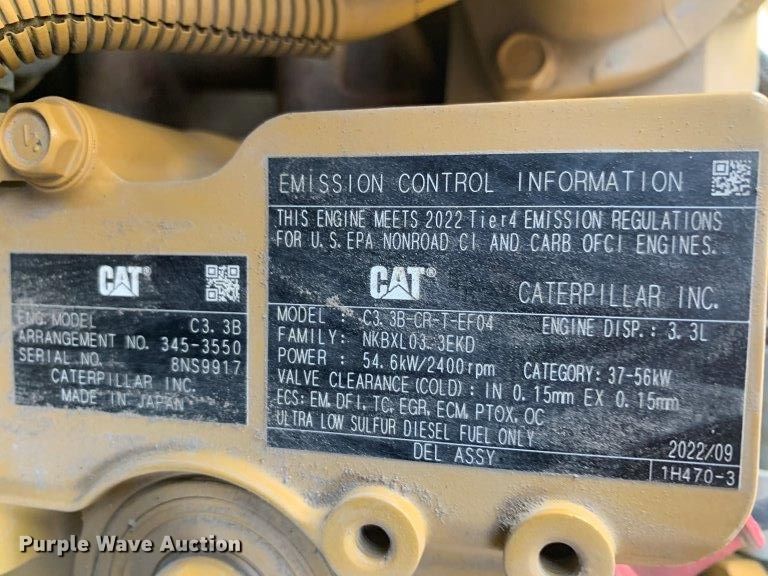 CAT®
ENG. MODEL C3.3B
ARRANGEMENT NO. 345-3550
SERIAL NO. 8NS9917
CATERPILLAR INC.
MADE IN JAPAN
EMISSION CONTROL INFORMATION
THIS ENGINE MEETS 2022 Tier4 EMISSION REGULATIONS
FOR U.S. EPA NONROAD CI AND CARB OFCI ENGINES.
CAT® CATERPILLAR INC.
MODEL : C3.3B-CR-T-EF04 ENGINE DISP.: 3.3L
FAMILY: NKBXL03.3EKD
POWER : 54.6kW/2400rpm CATEGORY: 37-56kW
VALVE CLEARANCE (COLD) : IN 0.15mm EX 0.15mm
ECS: EM, DFI, TC, EGR, ECM, PTOX, OC
ULTRA LOW SULFUR DIESEL FUEL ONLY
2022/09
DEL ASSY
1H470-3
Purple Wave Auction